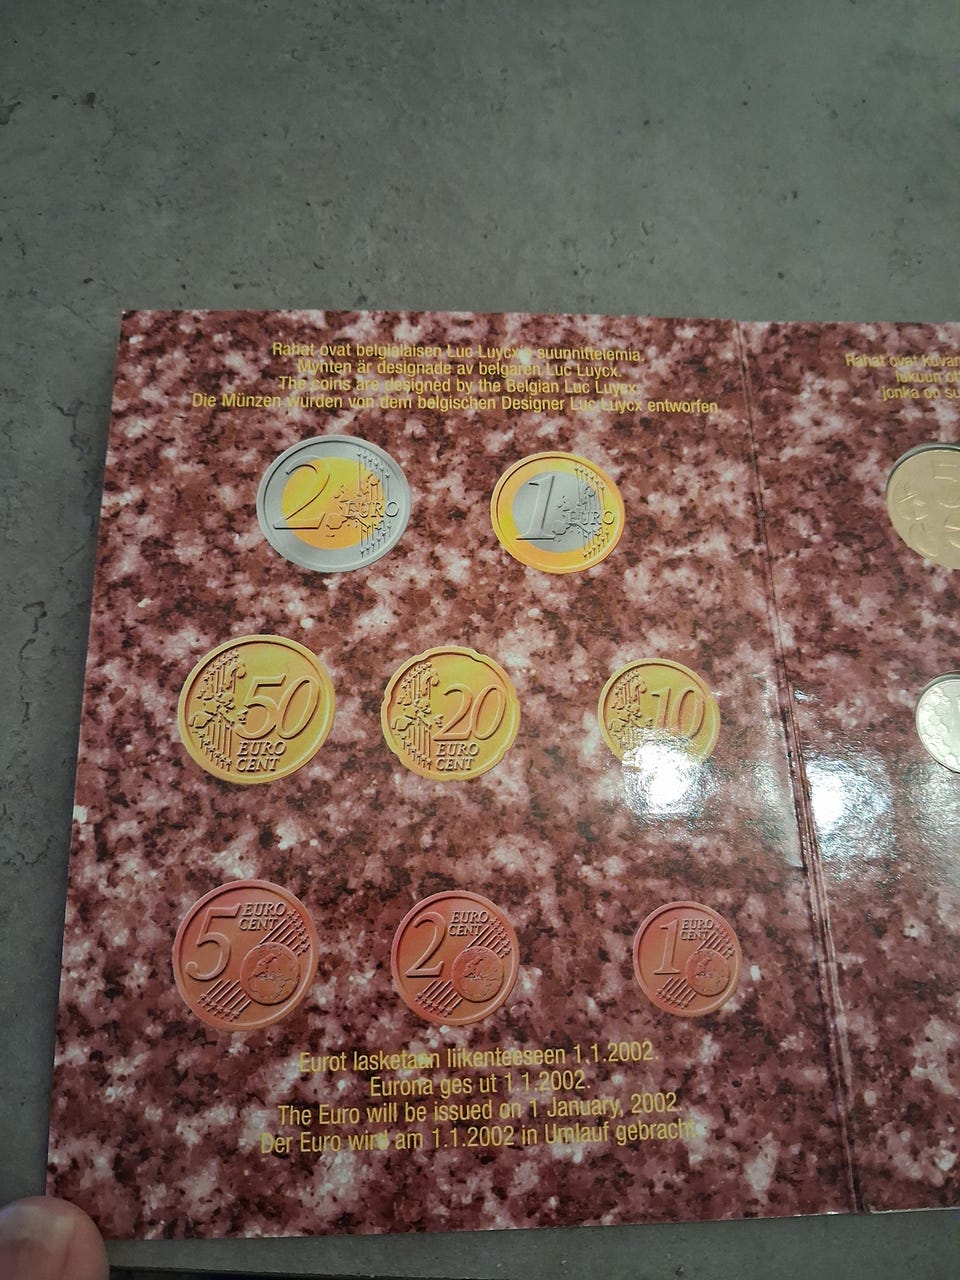 Rahat ovat belgialaisen Luc Luycx'n suunnittelemia.
Mynten är designade av belgaren Luc Luycx.
The coins are designed by the Belgian Luc Luycx.
Die Münzen wurden von dem belgischen Designer Luc Luycx entworfen.
Rahat ovat
jonka on
2 EURO
1 EURO
50 EURO CENT
20 EURO CENT
10
5 EURO CENT
2 EURO CENT
1 EURO CENT
Eurot lasketaan liikenteeseen 1.1.2002.
Eurona ges ut 1.1.2002.
The Euro will be issued on 1 January, 2002.
Der Euro wird am 1.1.2002 in Umlauf gebracht.